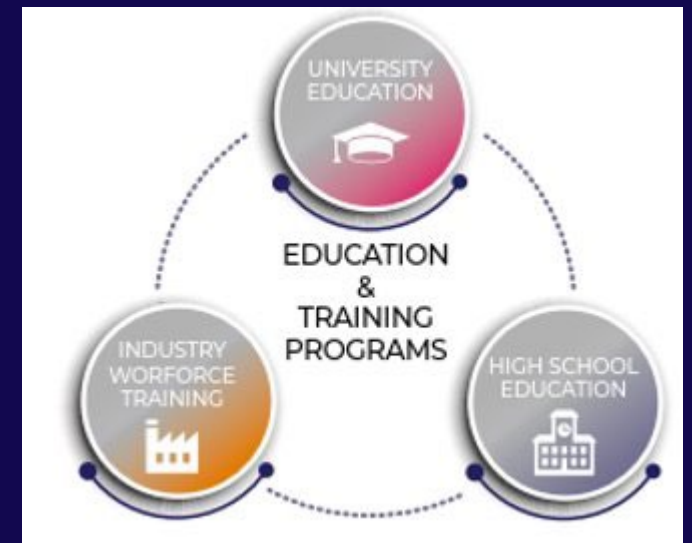 UNIVERSITY
EDUCATION
EDUCATION
&
TRAINING
PROGRAMS
INDUSTRY
WORFORCE
TRAINING
HIGH SCHOOL
EDUCATION